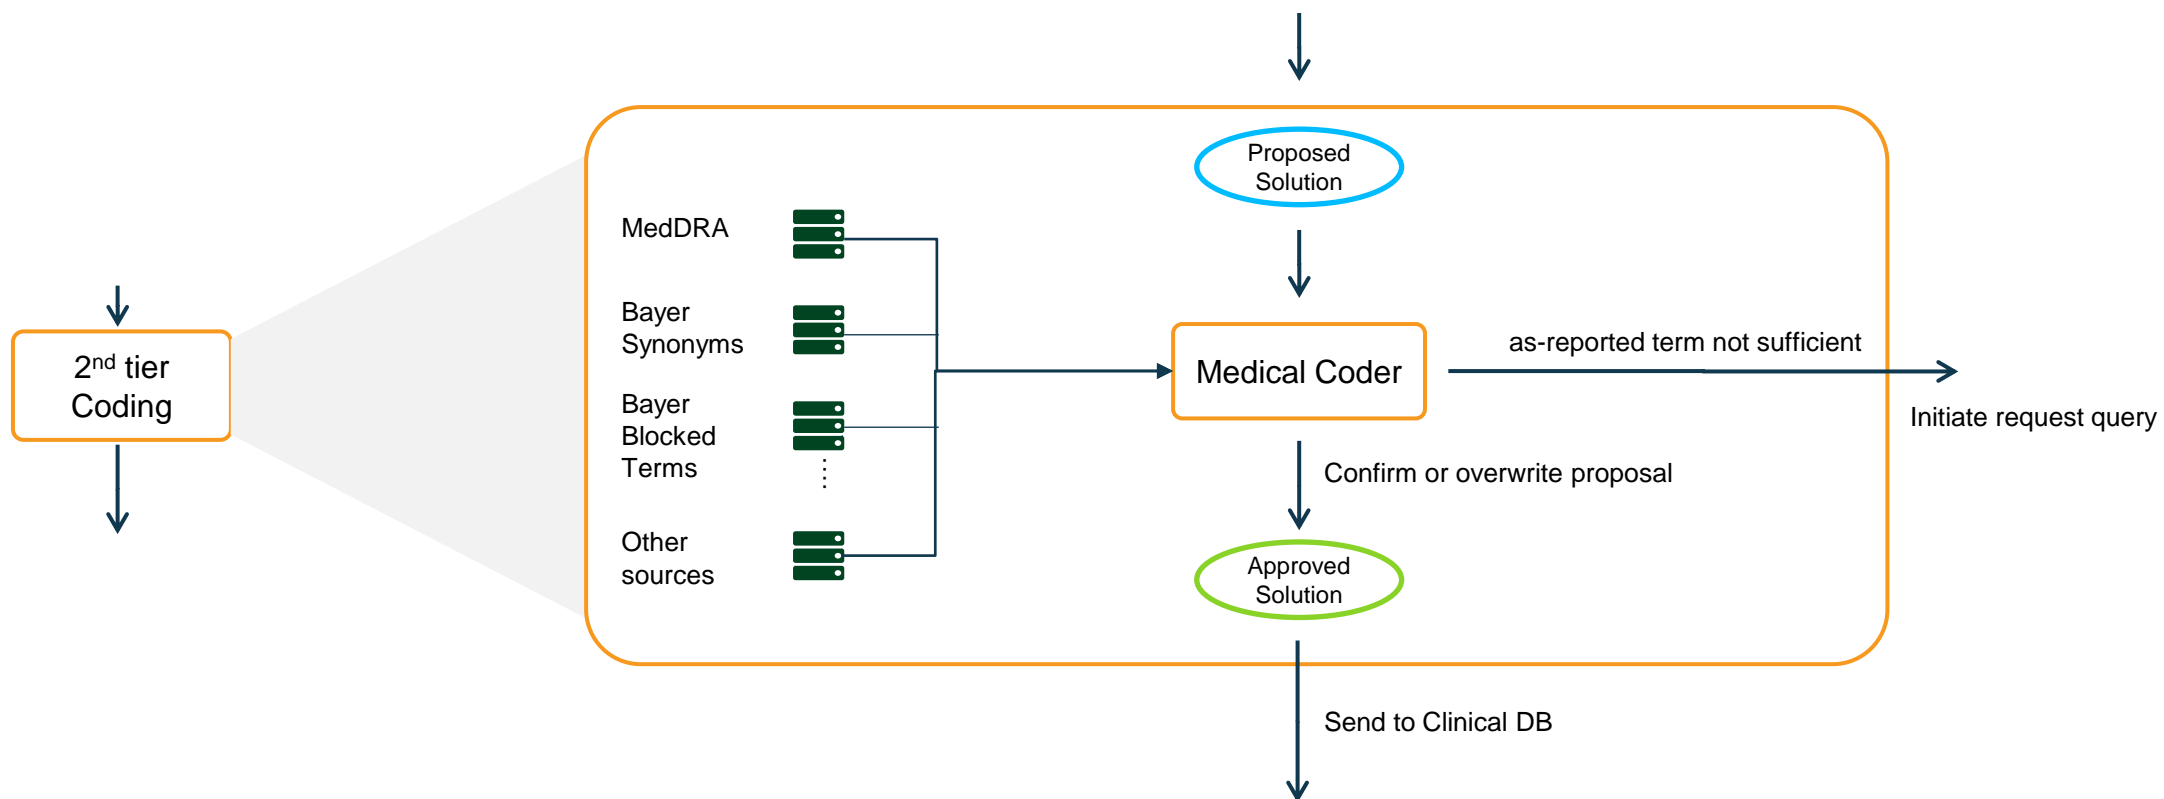 2nd tier
Coding
MedDRA
Bayer
Synonyms
Bayer
Blocked
Terms
Other
sources
Proposed
Solution
Medical Coder
as-reported term not sufficient
Initiate request query
Confirm or overwrite proposal
Approved
Solution
Send to Clinical DB